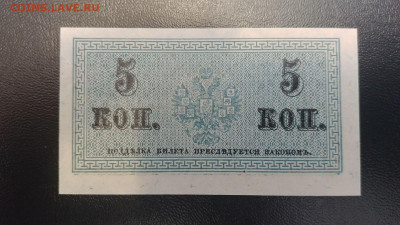 COINS.LAVE.RU
5 5
КОП. КОП.
ПОДДѢЛКА БИЛЕТА ПРЕСЛѢДУЕТСЯ ЗАКОНОМЪ.